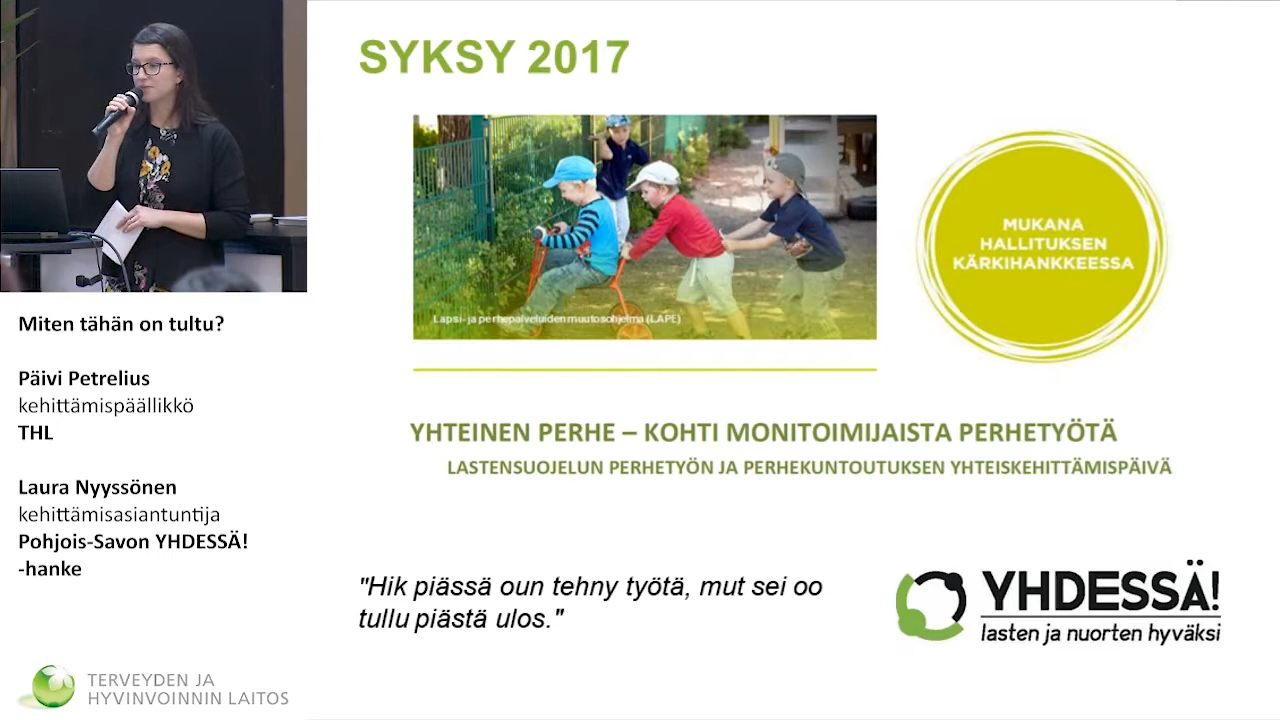 SYKSY 2017
Lapsi- ja perhepalveluiden muutosohjelma (LAPE)
MUKANA
HALLITUKSEN
KÄRKIHANKKEESSA
Miten tähän on tultu?
Päivi Petrelius
kehittämispäällikkö
THL
Laura Nyyssönen
kehittämisasiantuntija
Pohjois-Savon YHDESSÄ!
-hanke
YHTEINEN PERHE – KOHTI MONITOIMIJAISTA PERHETYÖTÄ
LASTENSUOJELUN PERHETYÖN JA PERHEKUNTOUTUKSEN YHTEISKEHITTÄMISPÄIVÄ
"Hik piässä oun tehny työtä, mut sei oo
tullu piästä ulos."
YHDESSÄ!
lasten ja nuorten hyväksi
TERVEYDEN JA
HYVINVOINNIN LAITOS